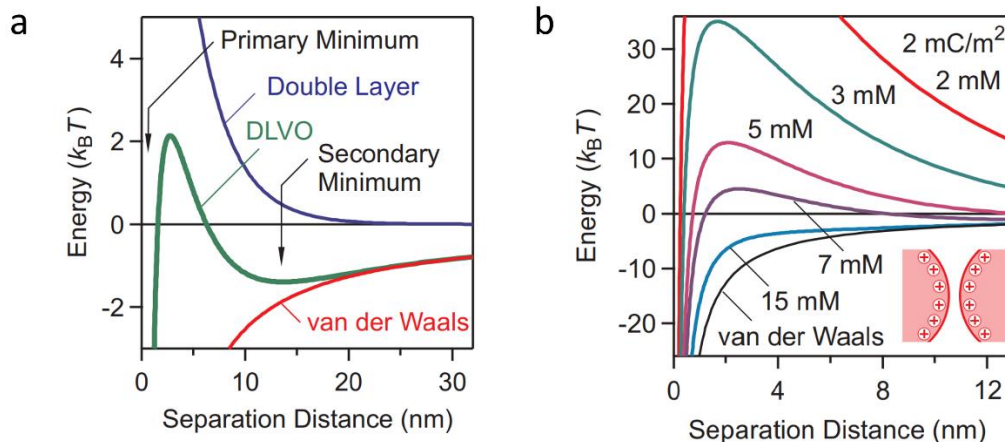 a
Energy (kBT)
4
2
0
-2
Primary Minimum
Double Layer
DLVO
Secondary
Minimum
van der Waals
0
10
20
30
Separation Distance (nm)
b
Energy (kBT)
30
20
10
0
-10
-20
2 mC/m²
2 mM
3 mM
5 mM
7 mM
15 mM
van der Waals
+ + + + + + + + + +
0
4
8
12
Separation Distance (nm)